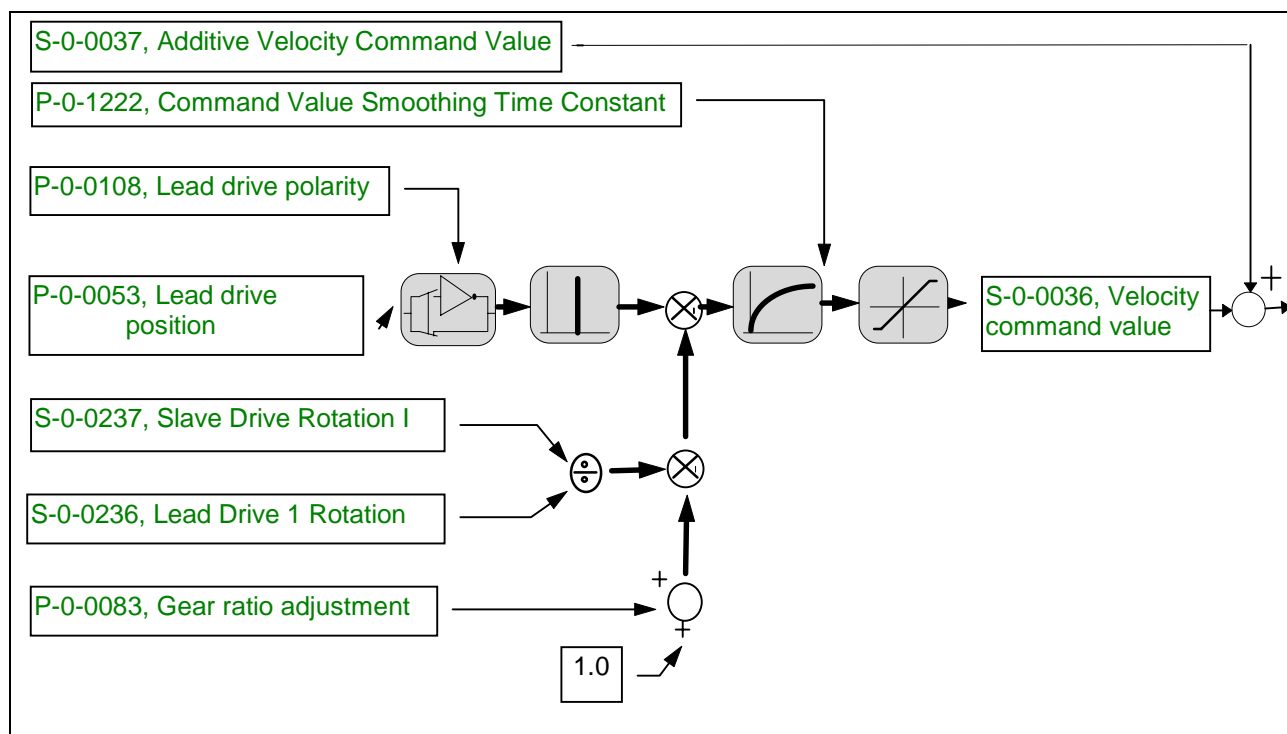 S-0-0037, Additive Velocity Command Value
P-0-1222, Command Value Smoothing Time Constant
P-0-0108, Lead drive polarity
P-0-0053, Lead drive
position
S-0-0036, Velocity
command value
+
S-0-0237, Slave Drive Rotation I
S-0-0236, Lead Drive 1 Rotation
P-0-0083, Gear ratio adjustment
+
+
1.0